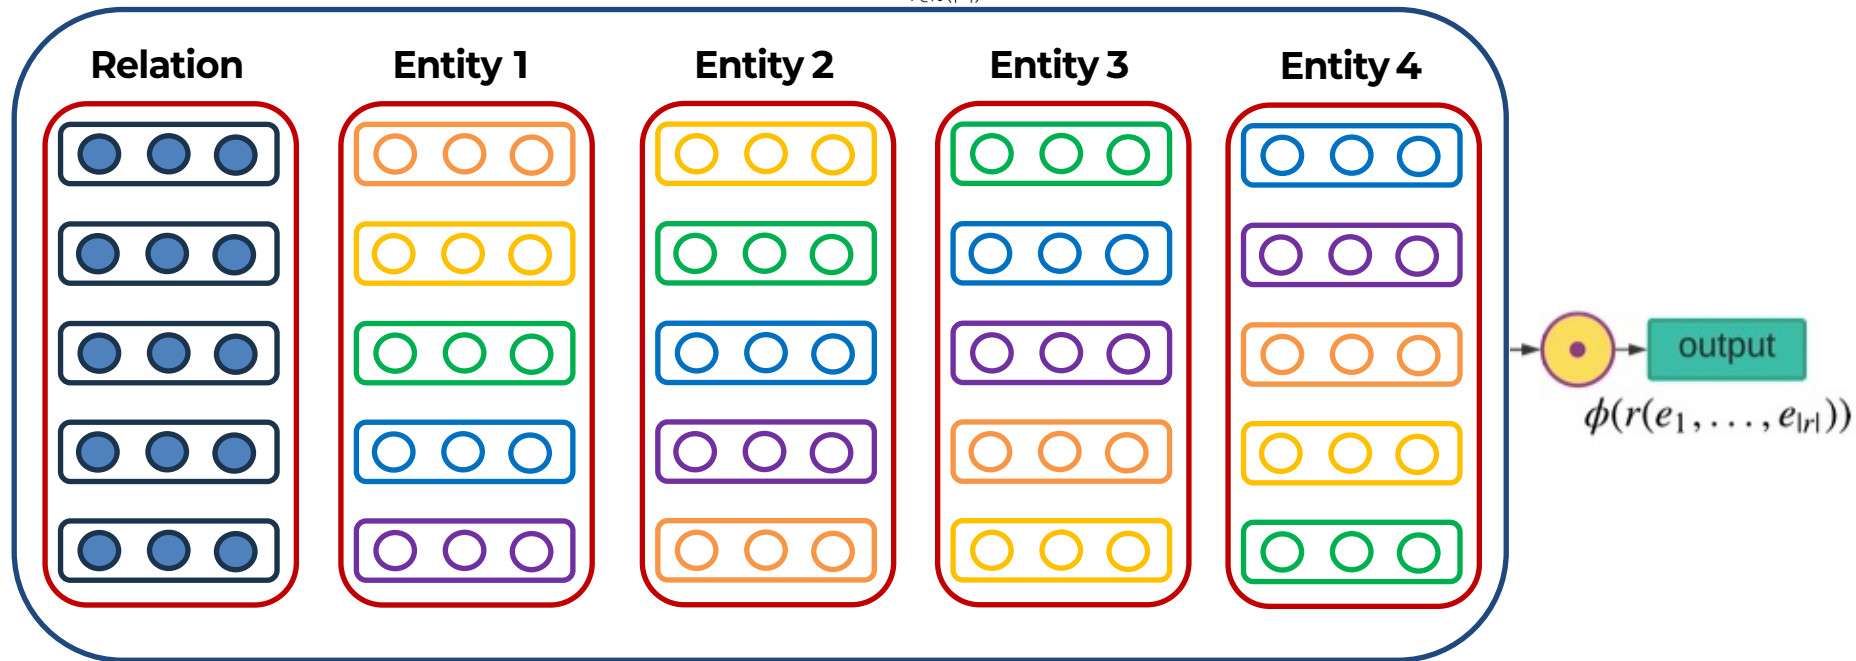 Relation Entity 1 Entity 2 Entity 3 Entity 4
output
ϕ(r(e₁, . . . , e|r|))